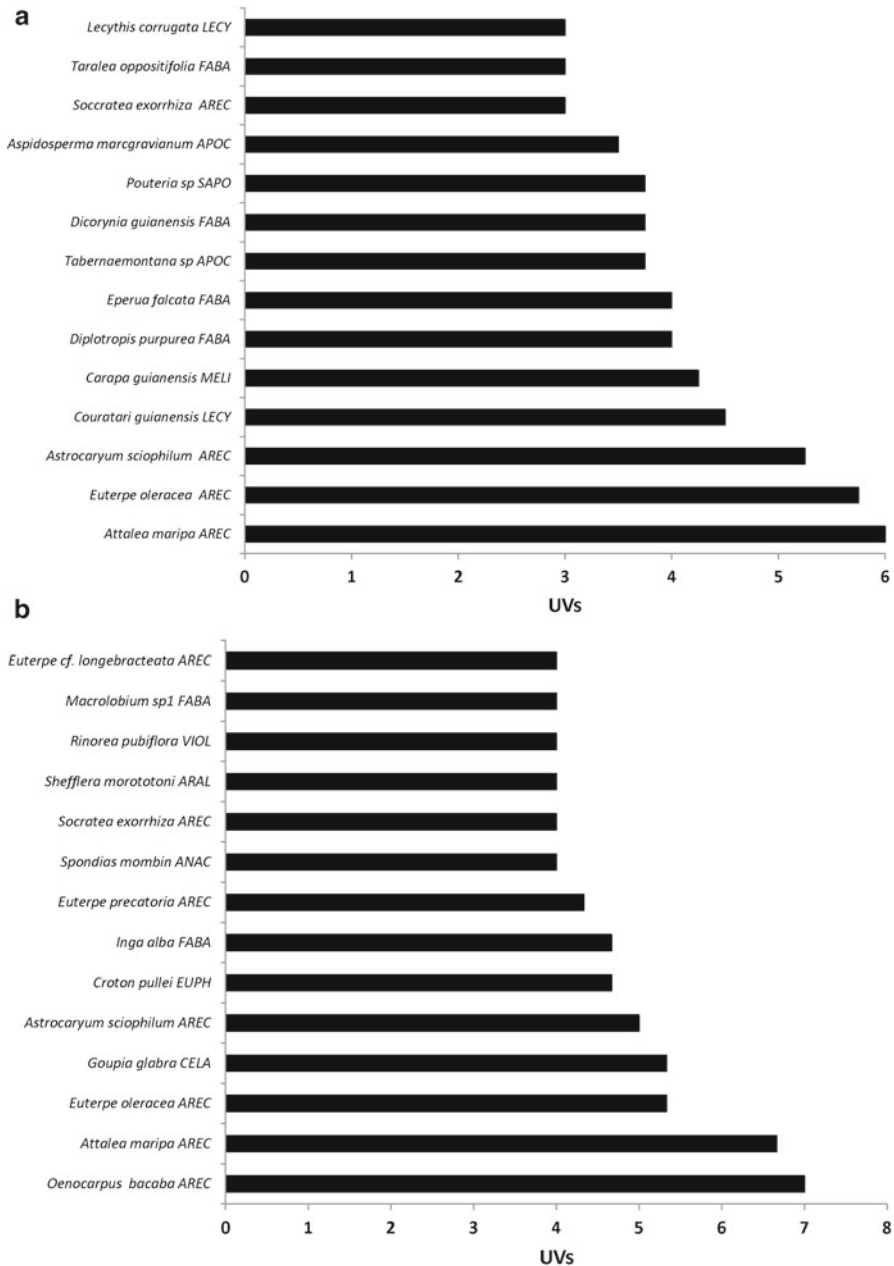 a
Lecythis corrugata LECY
Taralea oppositifolia FABA
Soccratea exorrhiza AREC
Aspidosperma marcgravianum APOC
Pouteria sp SAPO
Dicorynia guianensis FABA
Tabernaemontana sp APOC
Eperua falcata FABA
Diplotropis purpurea FABA
Carapa guianensis MELI
Couratari guianensis LECY
Astrocaryum sciophilum AREC
Euterpe oleracea AREC
Attalea maripa AREC
0 1 2 3 4 5 6
UVs
b
Euterpe cf. longebracteata AREC
Macrolobium sp1 FABA
Rinorea pubiflora VIOL
Shefflera morototoni ARAL
Socratea exorrhiza AREC
Spondias mombin ANAC
Euterpe precatoria AREC
Inga alba FABA
Croton pullei EUPH
Astrocaryum sciophilum AREC
Goupia glabra CELA
Euterpe oleracea AREC
Attalea maripa AREC
Oenocarpus bacaba AREC
0 1 2 3 4 5 6 7 8
UVs